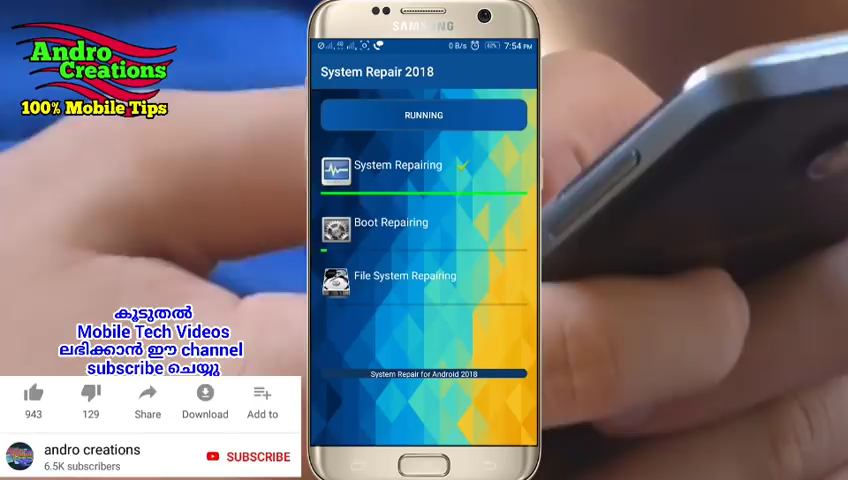 Andro
Creations
100% Mobile Tips
SAMSUNG
0 B/s 7:54 PM
System Repair 2018
RUNNING
System Repairing
Boot Repairing
File System Repairing
System Repair for Android 2018
കൂടുതൽ
Mobile Tech Videos
ലഭിക്കാൻ ഈ channel
subscribe ചെയ്യു
943 129 Share Download Add to
andro creations
6.5K subscribers
SUBSCRIBE